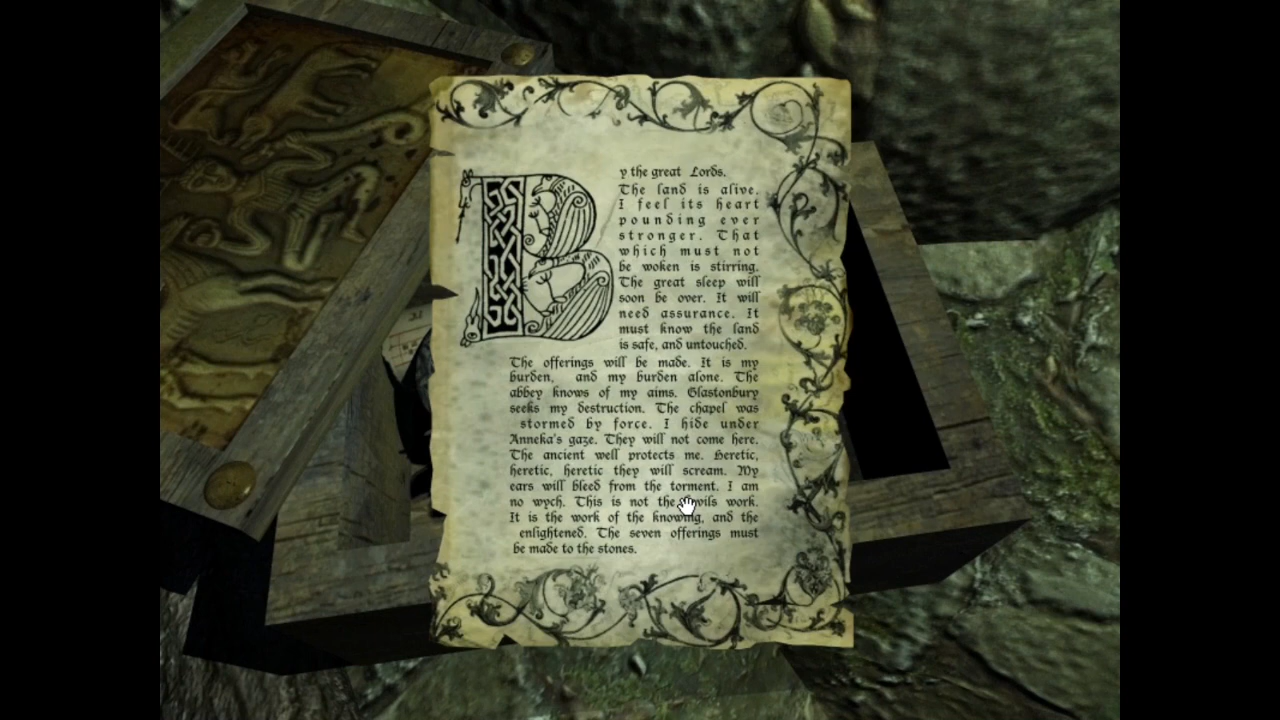 By the great Lords.
The land is alive.
I feel its heart
pounding ever
stronger. That
which must not
be woken is stirring.
The great sleep will
soon be over. It will
need assurance. It
must know the land
is safe, and untouched.
The offerings will be made. It is my
burden, and my burden alone. The
abbey knows of my aims. Glastonbury
seeks my destruction. The chapel was
stormed by force. I hide under
Anneka's gaze. They will not come here.
The ancient well protects me. Heretic,
heretic, heretic they will scream. My
ears will bleed from the torment. I am
no wych. This is not the work.
It is the work of the knowing, and the
enlightened. The seven offerings must
be made to the stones.